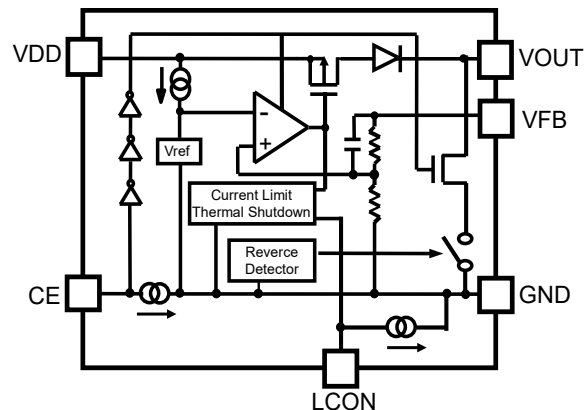 VDD
VOUT
VFB
-
+
Vref
Current Limit
Thermal Shutdown
Reverce
Detector
CE
GND
LCON